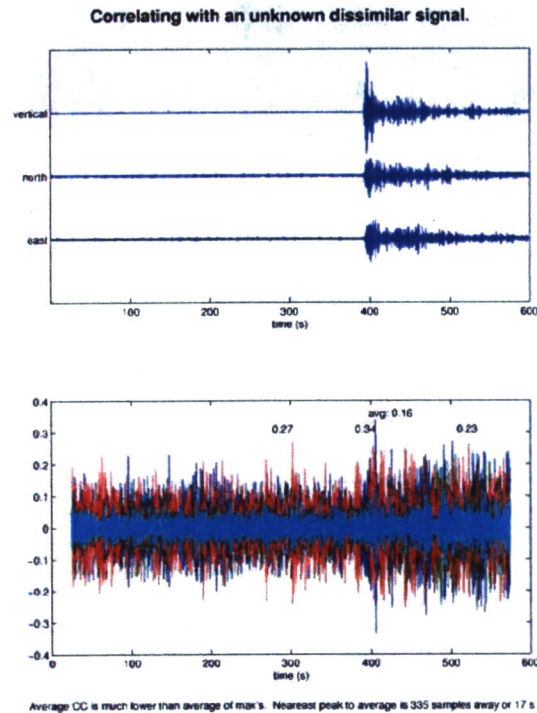 Correlating with an unknown dissimilar signal.
vertical
north
east
100 200 300 400 500 600
time (s)
0.4
avg: 0.16
0.3
0.27 0.34 0.23
0.2
0.1
0
-0.1
-0.2
-0.3
-0.4
0 100 200 300 400 500 600
time (s)
Average CC is much lower than average of max's. Neareast peak to average is 335 samples away or 17 s